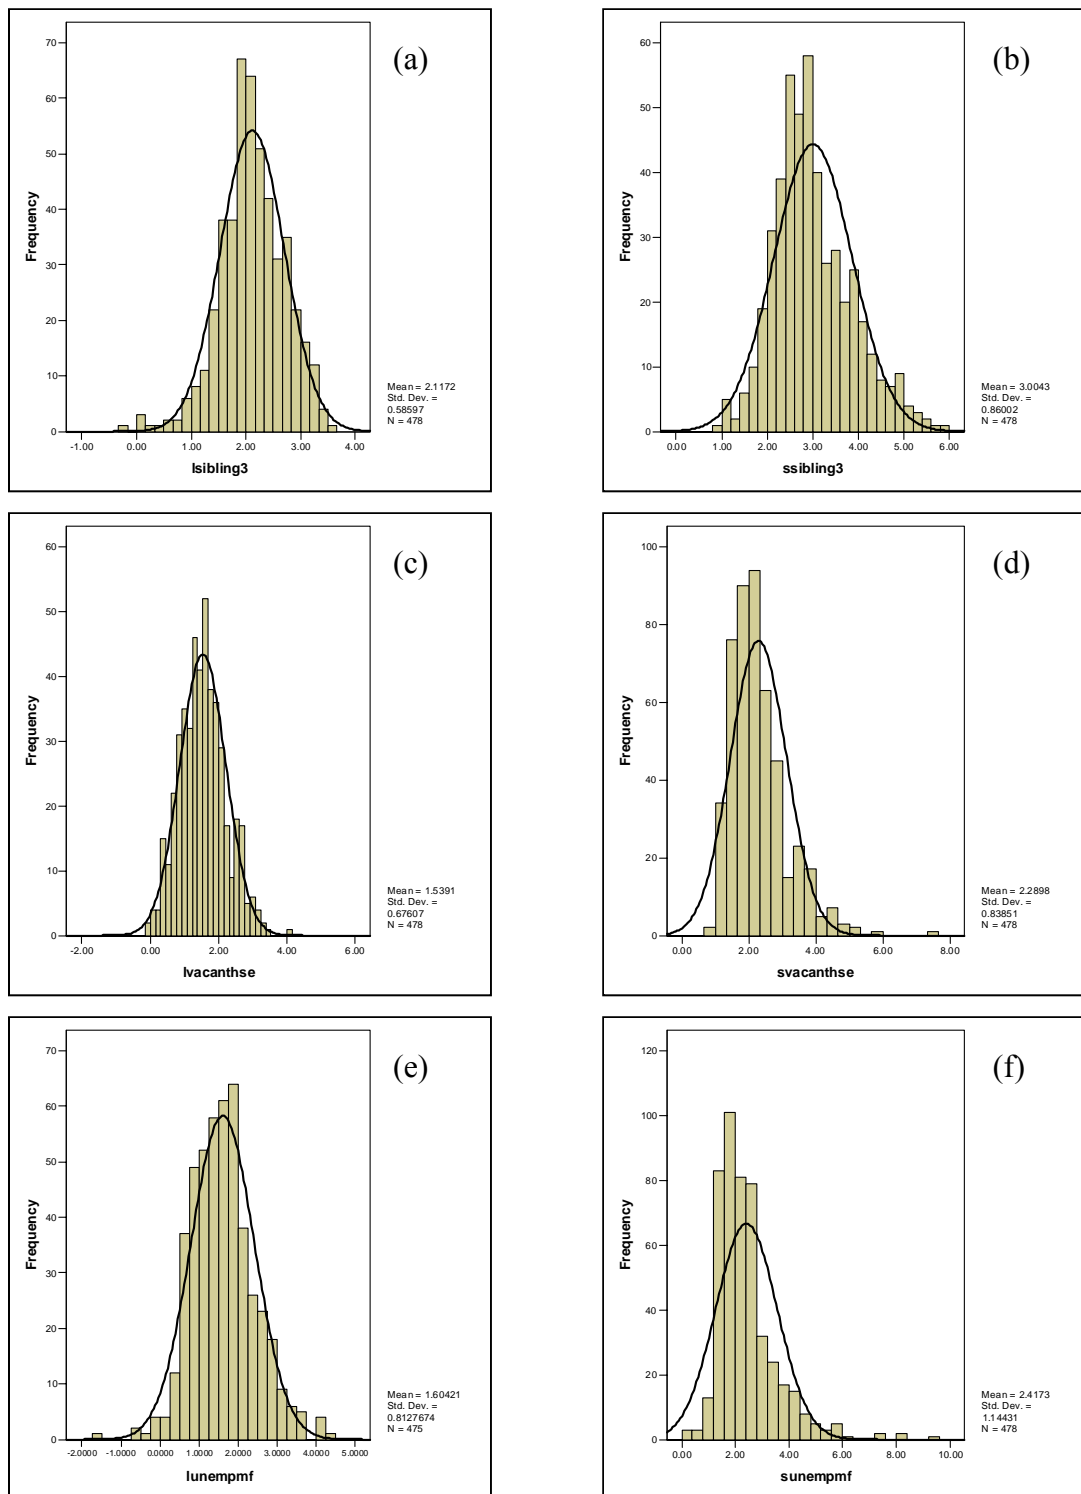 (a)
70
60
50
40
30
20
10
0
Frequency
-1.00 0.00 1.00 2.00 3.00 4.00
lsibling3
Mean = 2.1172
Std. Dev. =
0.58597
N = 478
(b)
60
50
40
30
20
10
0
Frequency
0.00 1.00 2.00 3.00 4.00 5.00 6.00
ssibling3
Mean = 3.0043
Std. Dev. =
0.86002
N = 478
(c)
60
50
40
30
20
10
0
Frequency
-2.00 0.00 2.00 4.00 6.00
lvacanthse
Mean = 1.5391
Std. Dev. =
0.67607
N = 478
(d)
100
80
60
40
20
0
Frequency
0.00 2.00 4.00 6.00 8.00
svacanthse
Mean = 2.2898
Std. Dev. =
0.83851
N = 478
(e)
70
60
50
40
30
20
10
0
Frequency
-2.0000 -1.0000 0.0000 1.0000 2.0000 3.0000 4.0000 5.0000
lunempmf
Mean = 1.60421
Std. Dev. =
0.8127674
N = 475
(f)
120
100
80
60
40
20
0
Frequency
0.00 2.00 4.00 6.00 8.00 10.00
sunempmf
Mean = 2.4173
Std. Dev. =
1.14431
N = 478